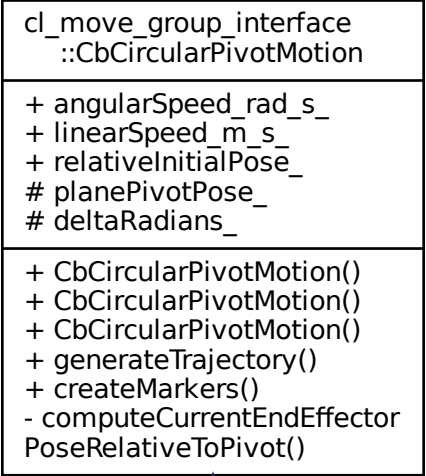 cl_move_group_interface
::CbCircularPivotMotion
+ angularSpeed_rad_s_
+ linearSpeed_m_s_
+ relativeInitialPose_
# planePivotPose_
# deltaRadians_
+ CbCircularPivotMotion()
+ CbCircularPivotMotion()
+ CbCircularPivotMotion()
+ generateTrajectory()
+ createMarkers()
- computeCurrentEndEffector
PoseRelativeToPivot()